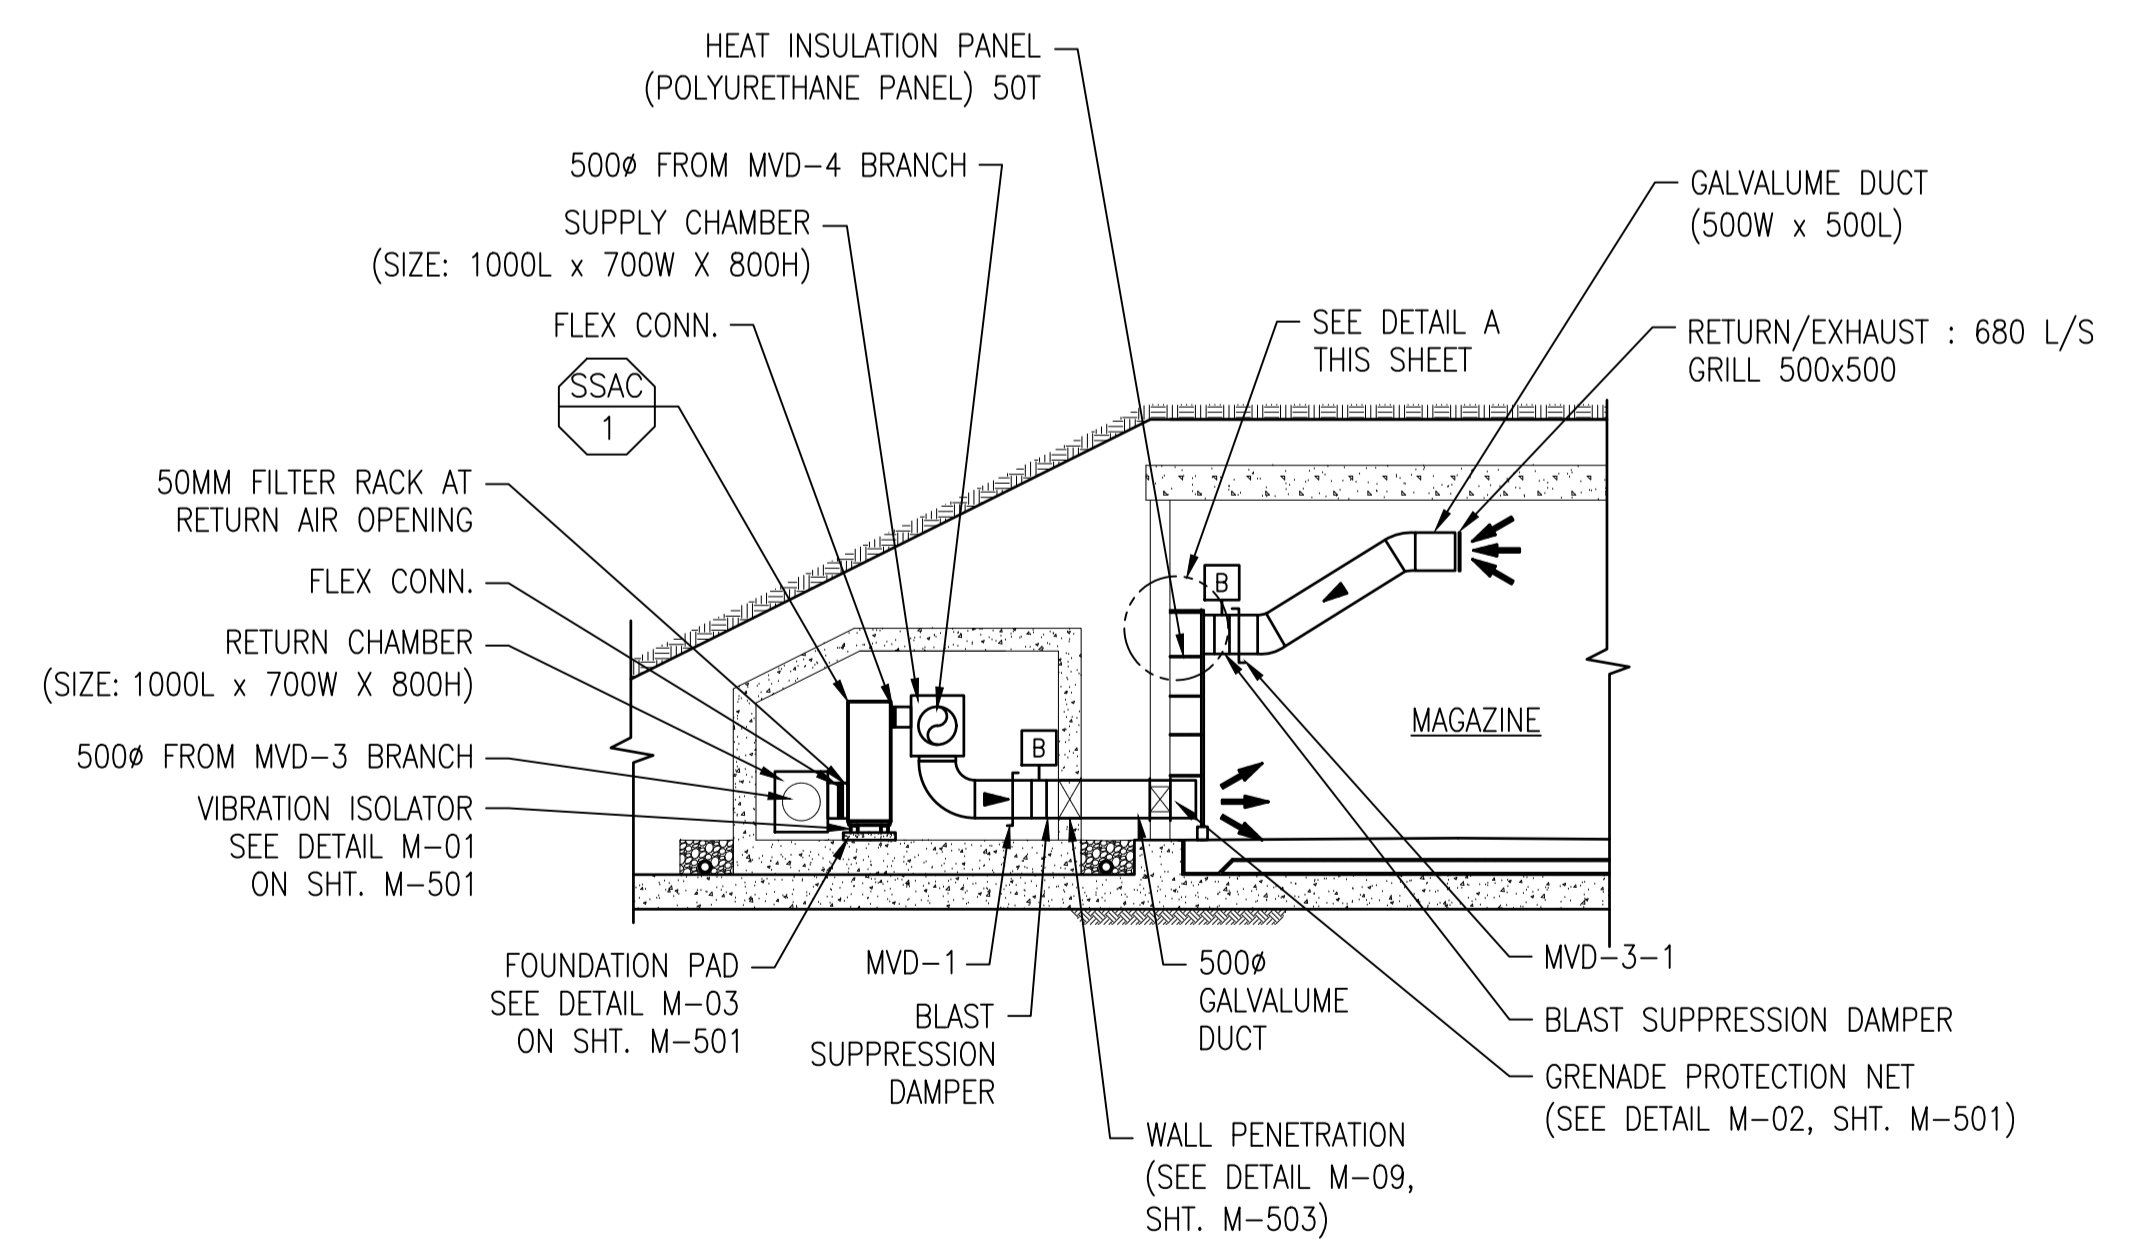 HEAT INSULATION PANEL
(POLYURETHANE PANEL) 50T
500ø FROM MVD-4 BRANCH
SUPPLY CHAMBER
(SIZE: 1000L x 700W X 800H)
FLEX CONN.
SSAC
1
50MM FILTER RACK AT
RETURN AIR OPENING
FLEX CONN.
RETURN CHAMBER
(SIZE: 1000L x 700W X 800H)
500ø FROM MVD-3 BRANCH
VIBRATION ISOLATOR
SEE DETAIL M-01
ON SHT. M-501
FOUNDATION PAD
SEE DETAIL M-03
ON SHT. M-501
MVD-1
BLAST
SUPPRESSION
DAMPER
500ø
GALVALUME
DUCT
WALL PENETRATION
(SEE DETAIL M-09,
SHT. M-503)
GALVALUME DUCT
(500W x 500L)
SEE DETAIL A
THIS SHEET
RETURN/EXHAUST : 680 L/S
GRILL 500x500
B
B
MAGAZINE
MVD-3-1
BLAST SUPPRESSION DAMPER
GRENADE PROTECTION NET
(SEE DETAIL M-02, SHT. M-501)